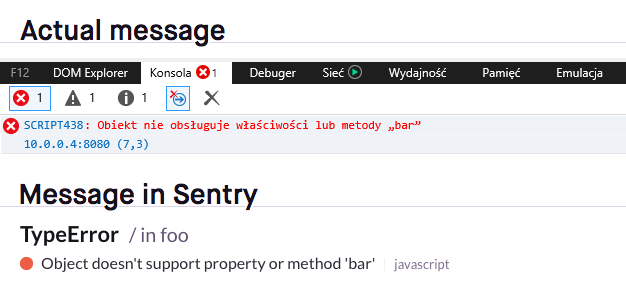 Actual message
F12 DOM Explorer Konsola 1 Debuger Sieć Wydajność Pamięć Emulacja
1 1 1
SCRIPT438: Obiekt nie obsługuje właściwości lub metody „bar”
10.0.0.4:8080 (7,3)
Message in Sentry
TypeError / in foo
Object doesn't support property or method 'bar' javascript